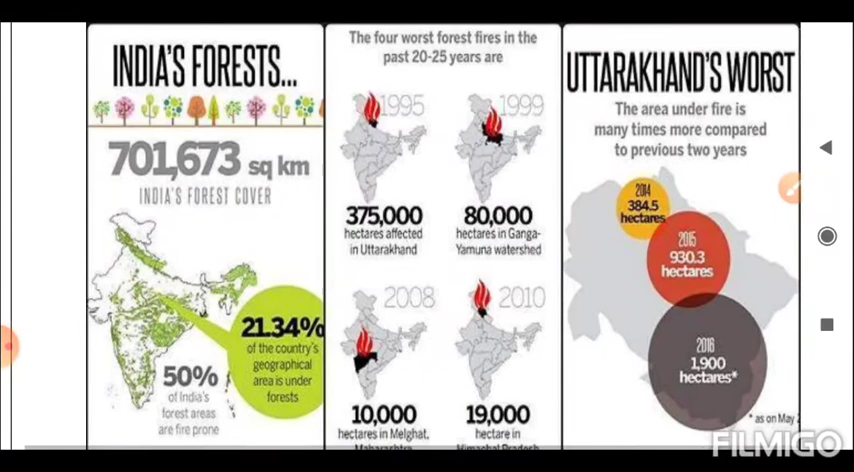 INDIA'S FORESTS...
701,673 sq km
INDIA'S FOREST COVER
21.34%
of the country's
geographical
area is under
forests
50%
of India's
forest areas
are fire prone
The four worst forest fires in the
past 20-25 years are
1995
375,000
hectares affected
in Uttarakhand
1999
80,000
hectares in Ganga-
Yamuna watershed
2008
10,000
hectares in Melghat,
Maharashtra
2010
19,000
hectare in
Himachal Pradesh
UTTARAKHAND'S WORST
The area under fire is
many times more compared
to previous two years
2014
384.5
hectares
2015
930.3
hectares
2016
1,900
hectares*
* as on May 2
FILMIGO